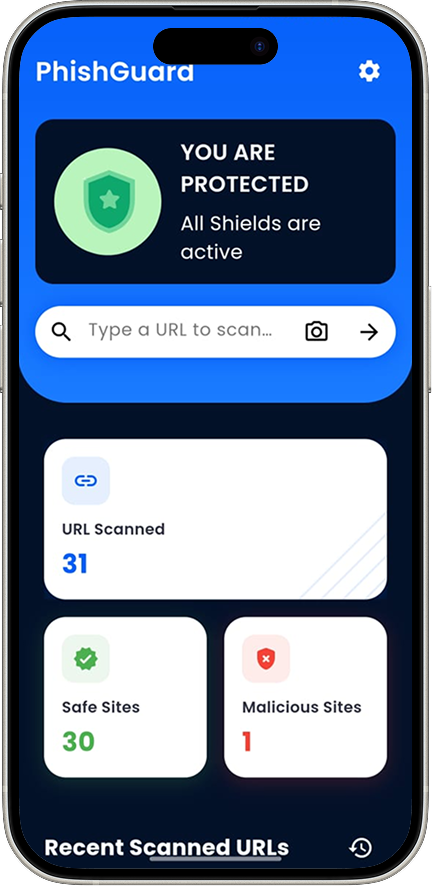 PhishGuard
YOU ARE
PROTECTED
All Shields are
active
Type a URL to scan...
URL Scanned
31
Safe Sites
30
Malicious Sites
1
Recent Scanned URLs